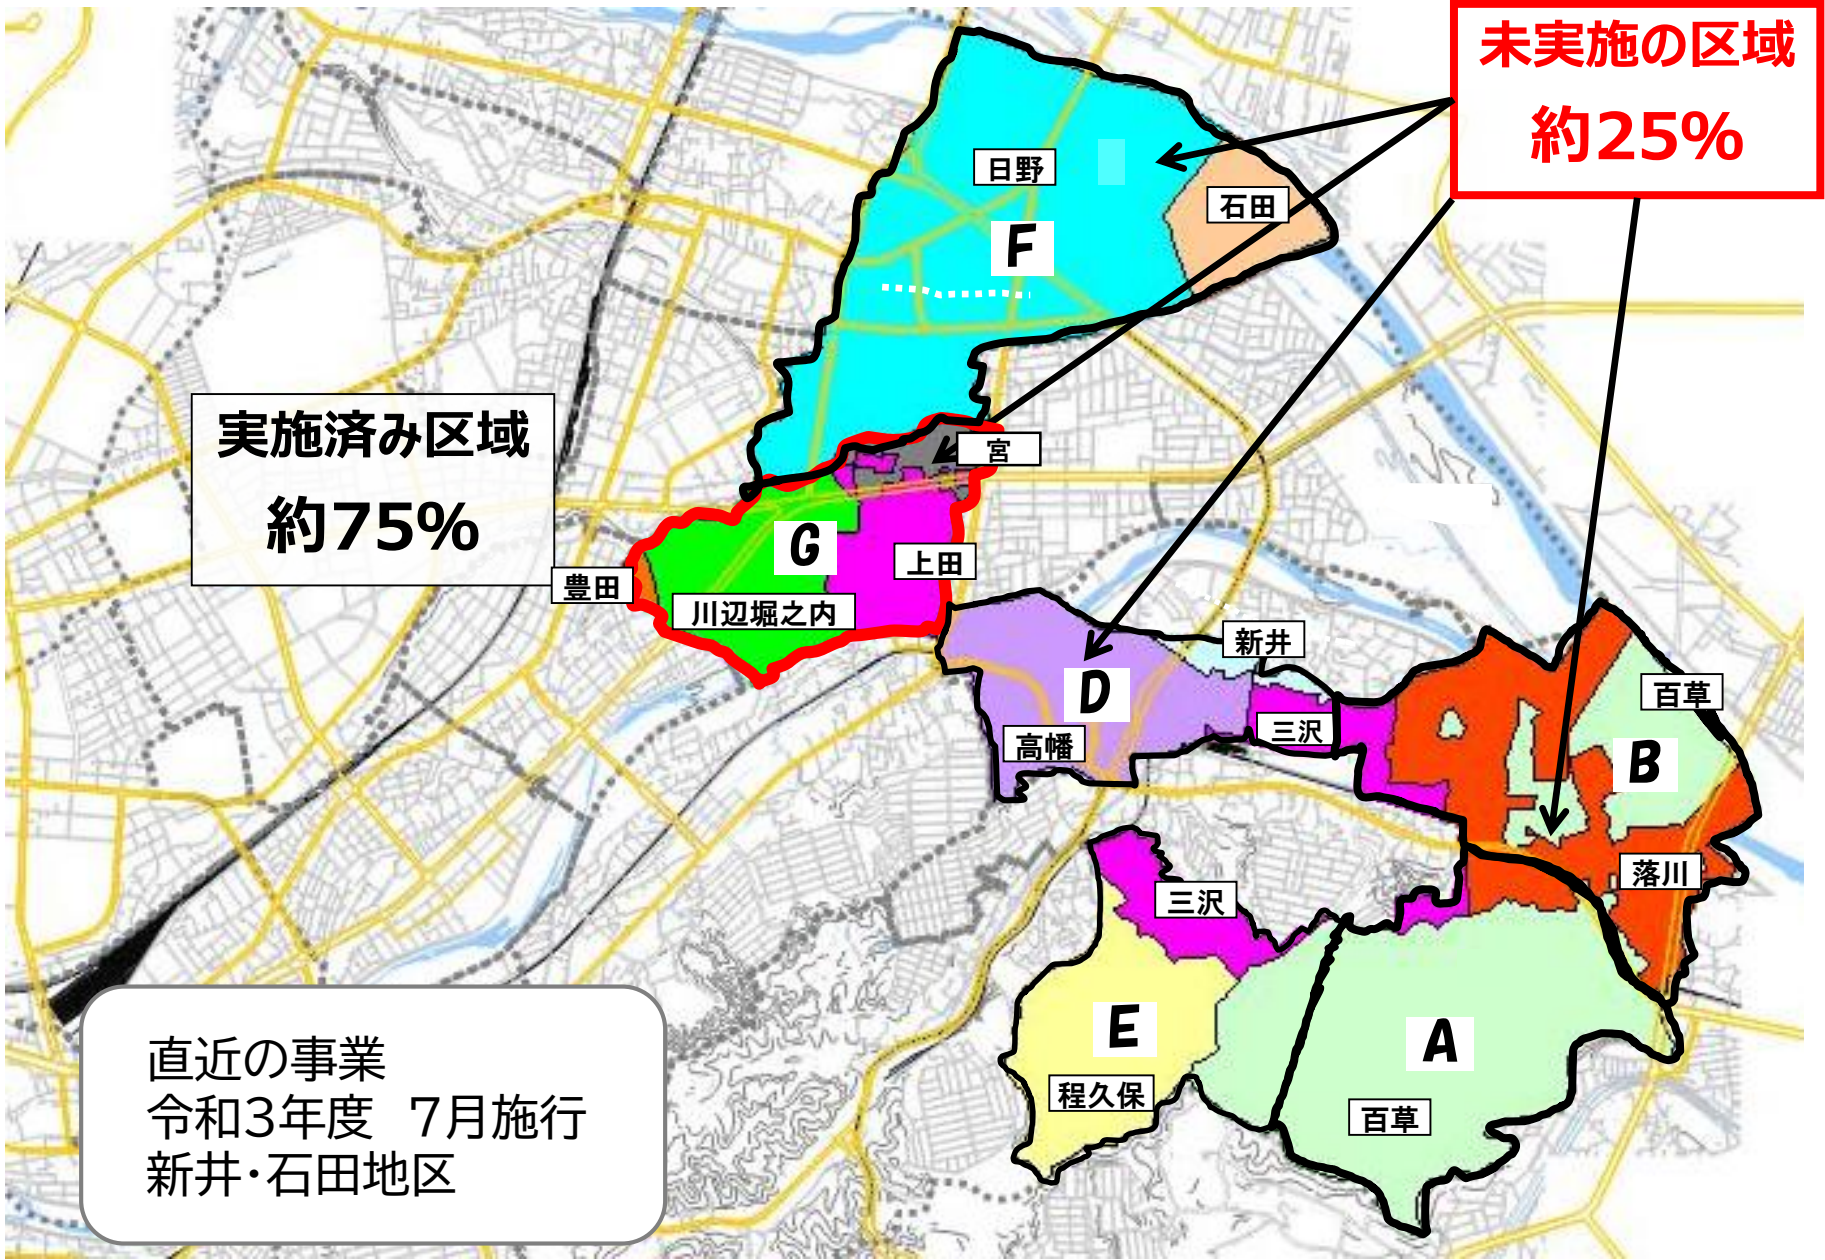 未実施の区域
約25%
日野
石田
F
実施済み区域
約75%
宮
G
上田
豊田
川辺堀之内
新井
D
百草
三沢
高幡
B
落川
三沢
E
A
程久保
百草
直近の事業
令和3年度　7月施行
新井・石田地区